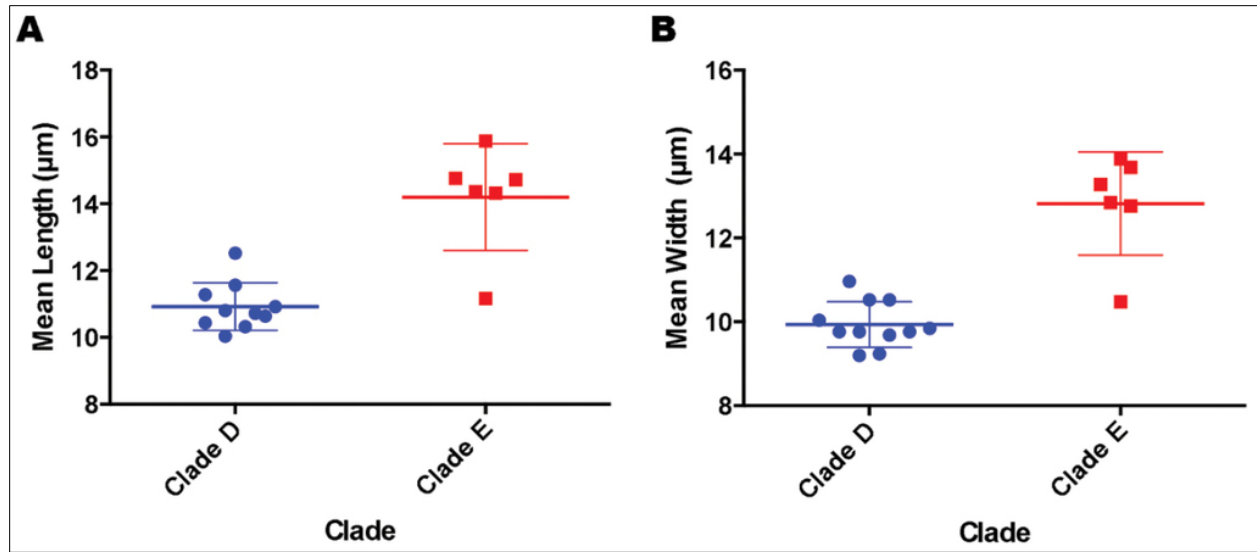 A
Mean Length (µm)
18
16
14
12
10
8
Clade D
Clade E
Clade
B
Mean Width (µm)
16
14
12
10
8
Clade D
Clade E
Clade